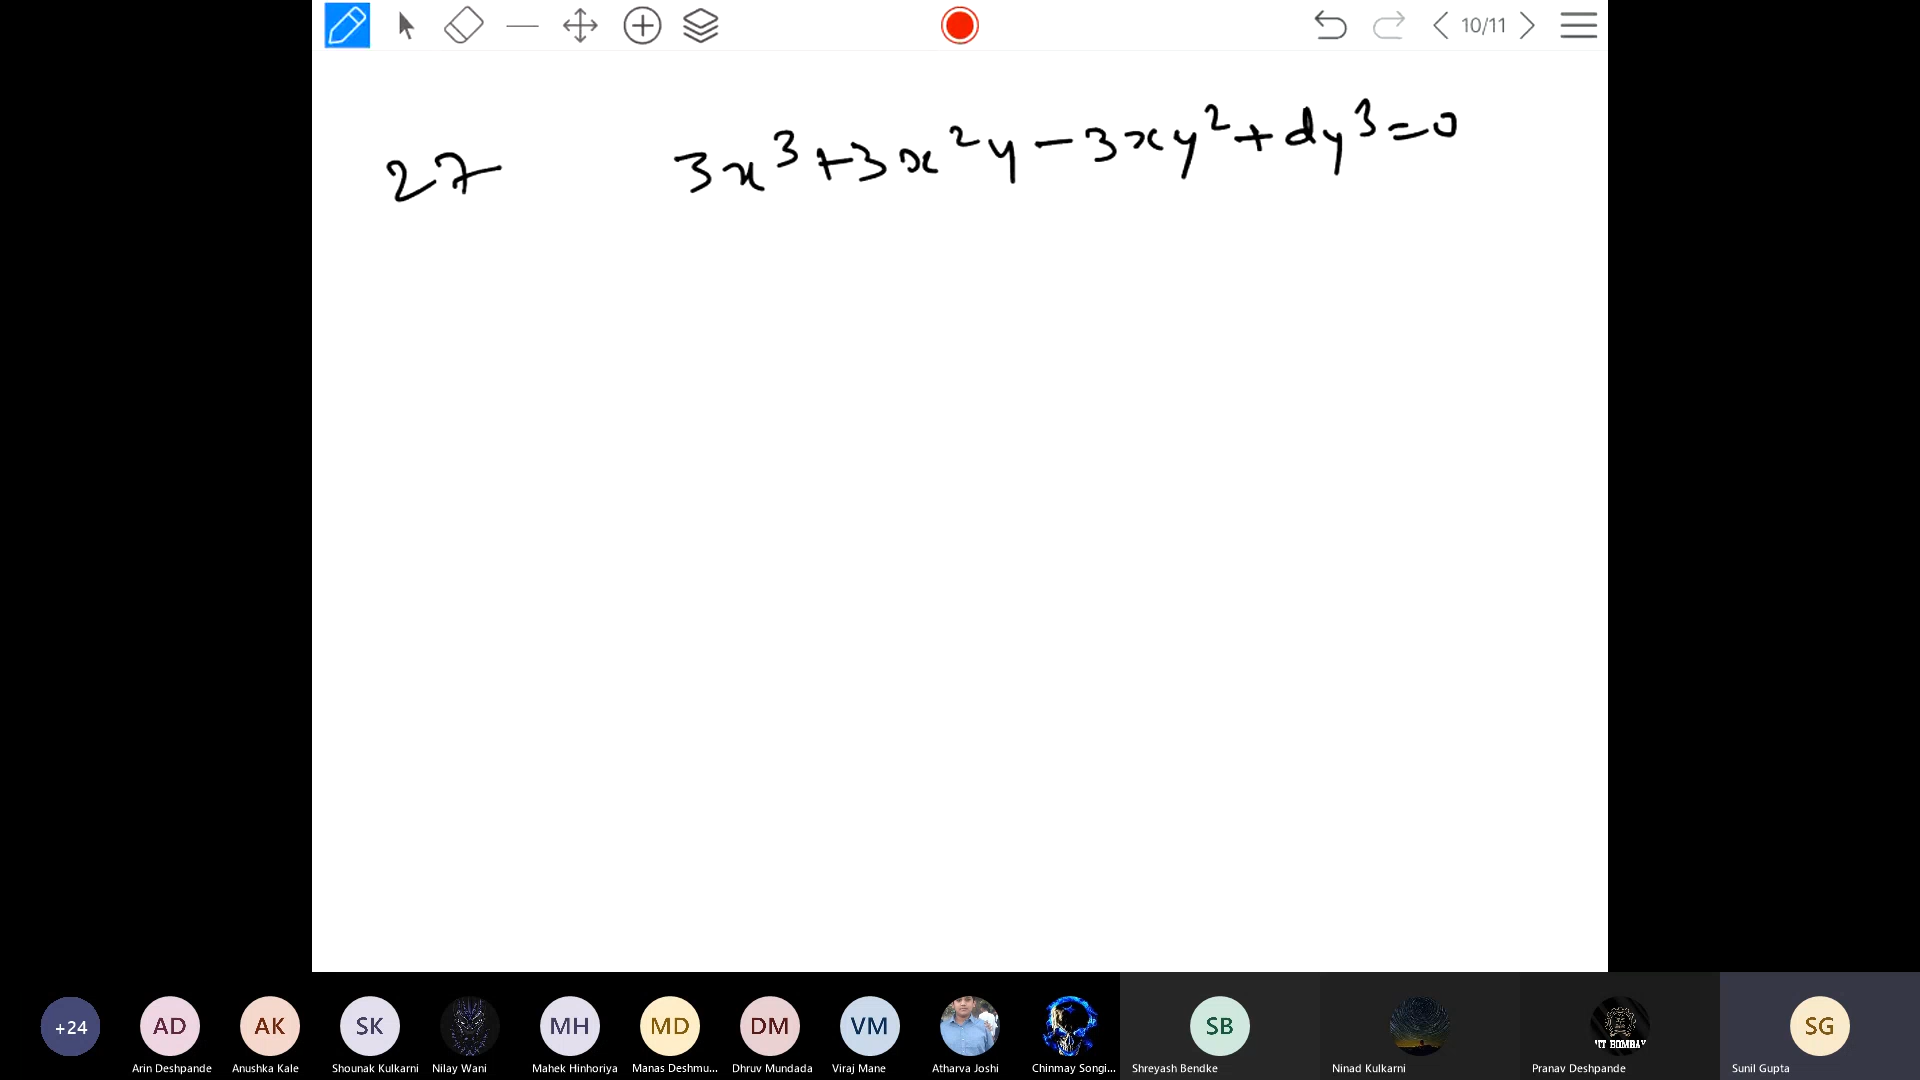 10/11
27 3x³+3x²y-3xy²+dy³=0
+24 AD AK SK MH MD DM VM SB SG
Arin Deshpande Anushka Kale Shounak Kulkarni Nilay Wani Mahek Hinhoriya Manas Deshmu... Dhruv Mundada Viraj Mane Atharva Joshi Chinmay Songi... Shreyash Bendke Ninad Kulkarni Pranav Deshpande Sunil Gupta